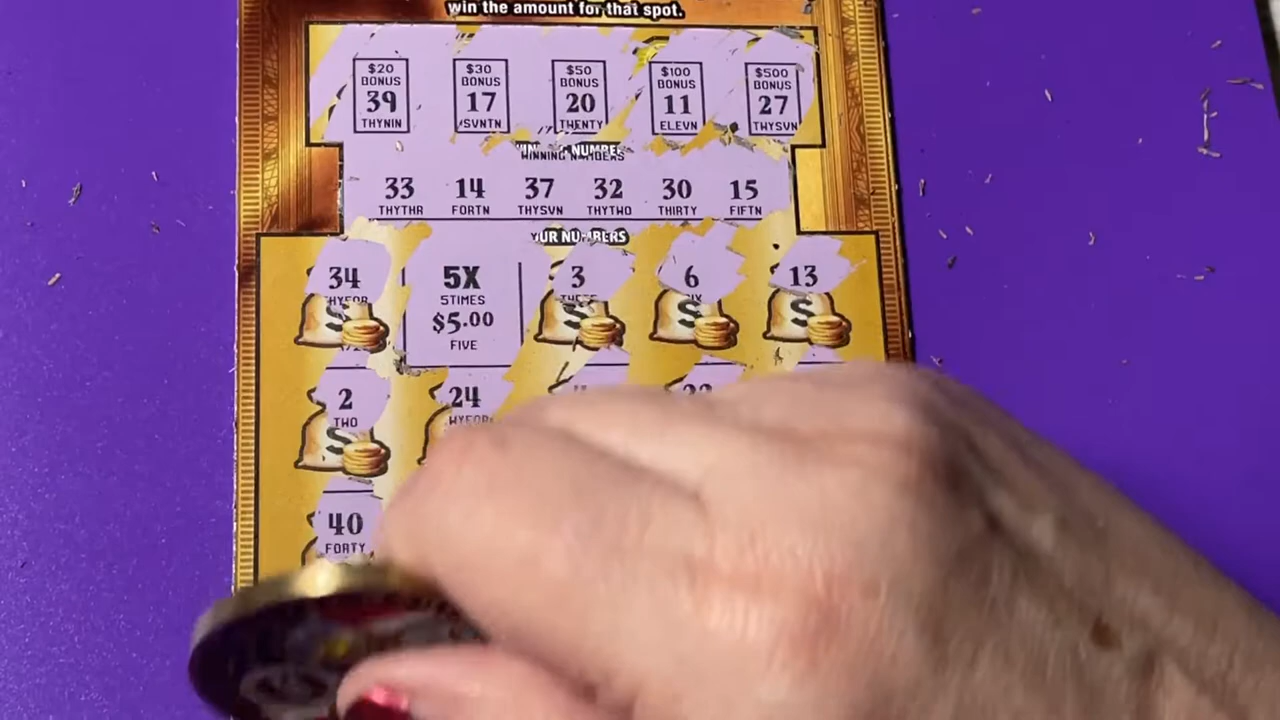 win the amount for that spot.
$20 $30 $50 $100 $500
BONUS BONUS BONUS BONUS BONUS
39 17 20 11 27
THYNIN SVNTN TWENTY ELEVN TWYSVN
WINNING NUMBERS
33 14 37 32 30 15
THYTHR FORTN THYSVN THYTWO THIRTY FIFTN
YOUR NUMBERS
34 5X 3 6 13
5TIMES
$5.00
FIVE
2 24
TWO
40
FORTY